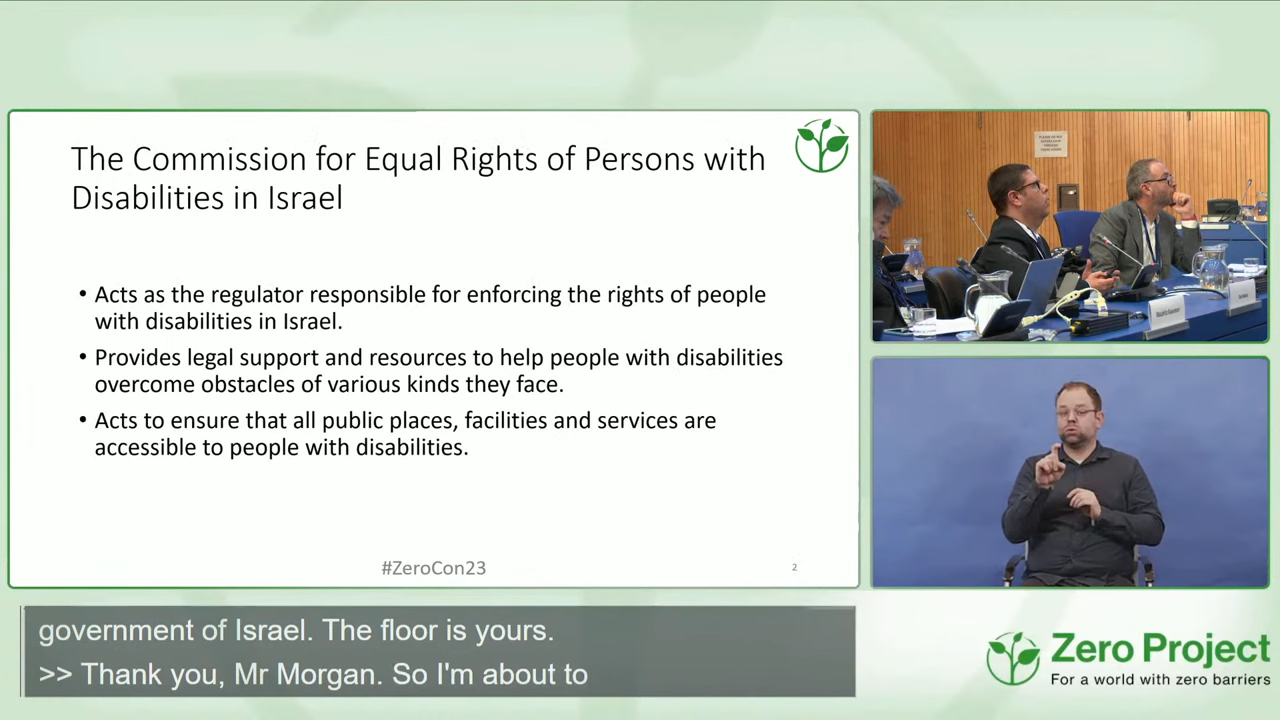 The Commission for Equal Rights of Persons with
Disabilities in Israel
• Acts as the regulator responsible for enforcing the rights of people
with disabilities in Israel.
• Provides legal support and resources to help people with disabilities
overcome obstacles of various kinds they face.
• Acts to ensure that all public places, facilities and services are
accessible to people with disabilities.
#ZeroCon23
2
government of Israel. The floor is yours.
>> Thank you, Mr Morgan. So I'm about to
Zero Project
For a world with zero barriers